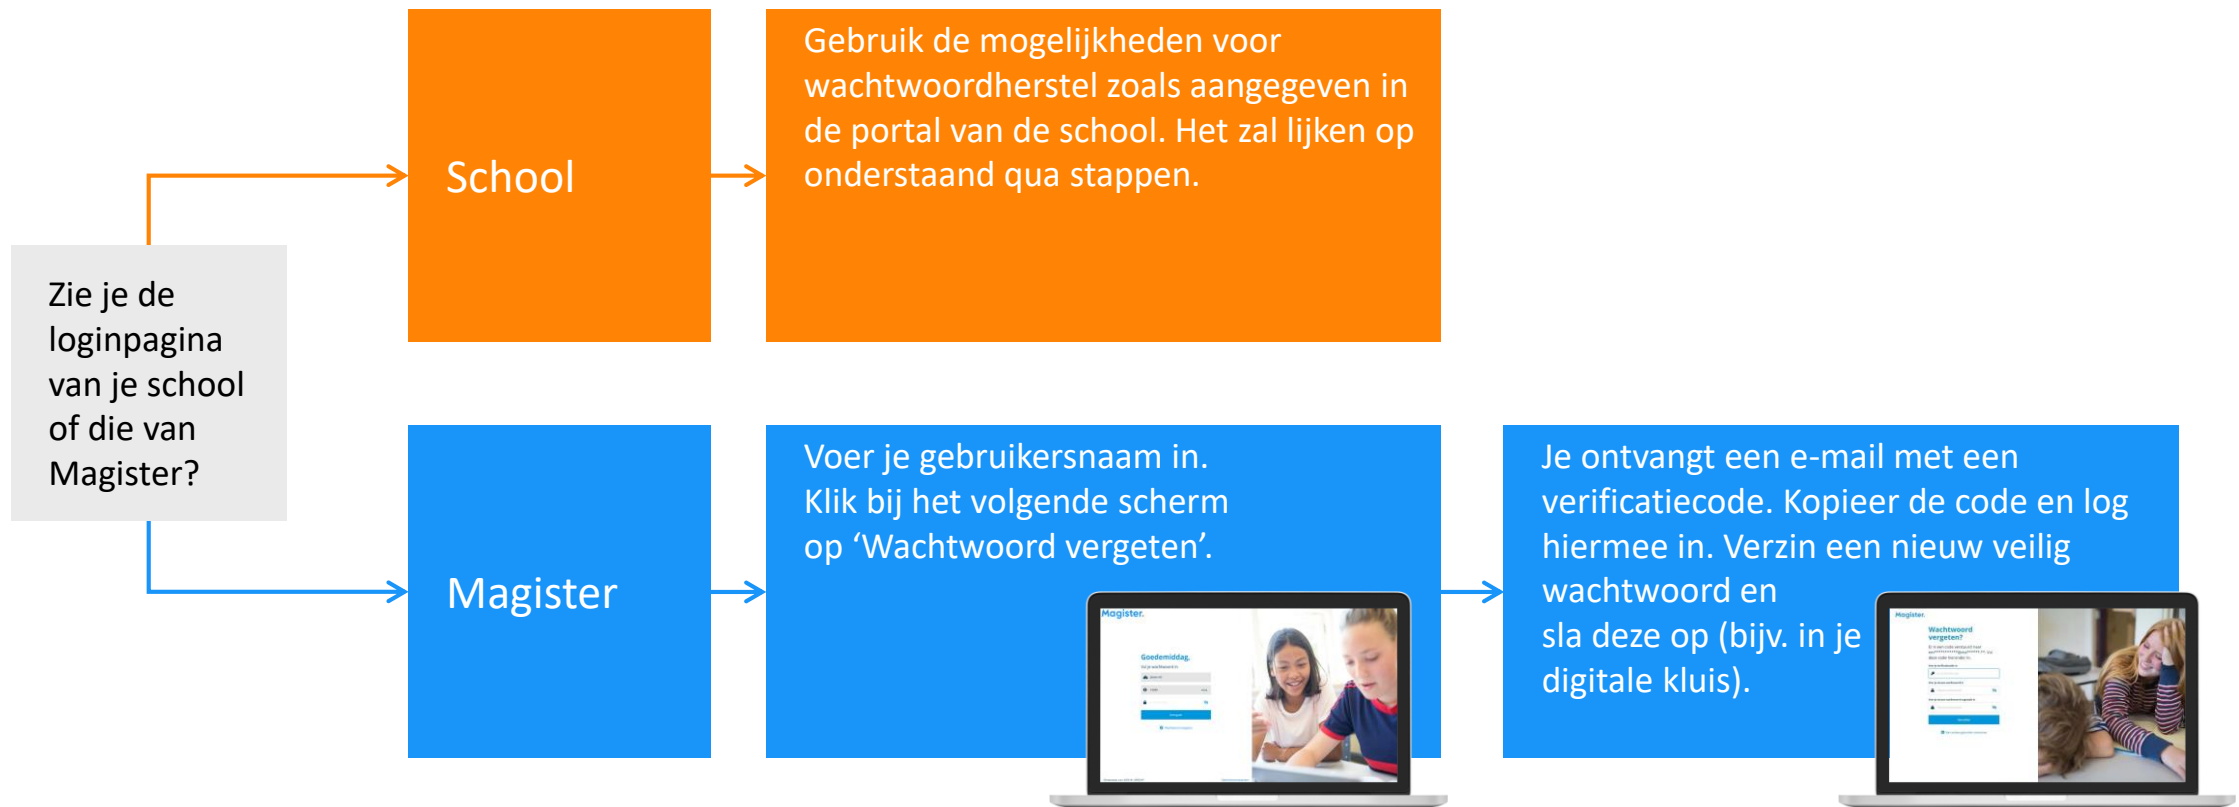 Zie je de
loginpagina
van je school
of die van
Magister?
School
Gebruik de mogelijkheden voor
wachtwoordherstel zoals aangegeven in
de portal van de school. Het zal lijken op
onderstaand qua stappen.
Magister
Voer je gebruikersnaam in.
Klik bij het volgende scherm
op ‘Wachtwoord vergeten’.
Magister.
Goedemiddag,
Vul je wachtwoord in
Je ontvangt een e-mail met een
verificatiecode. Kopieer de code en log
hiermee in. Verzin een nieuw veilig
wachtwoord en
sla deze op (bijv. in je
digitale kluis).
Magister.
Wachtwoord
vergeten?